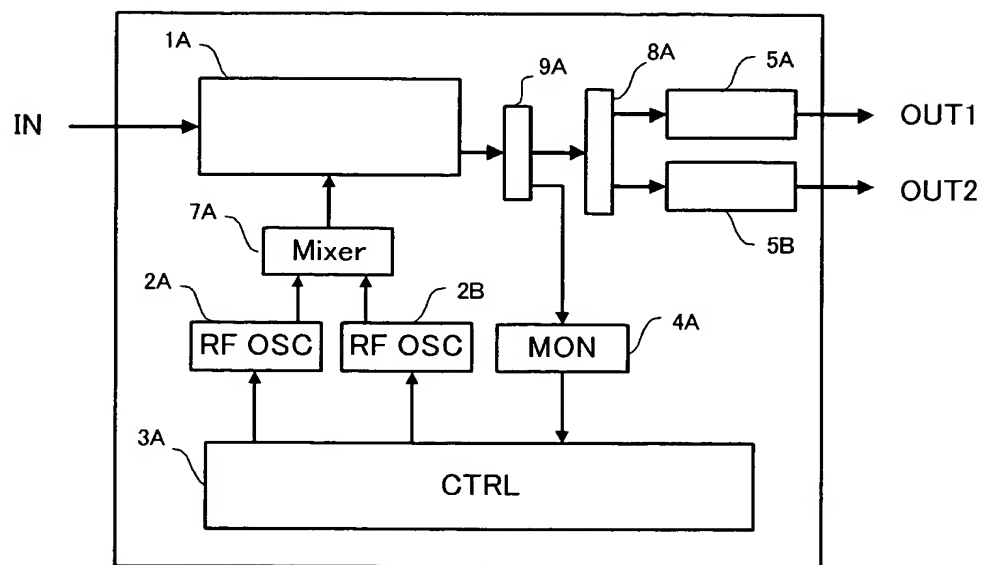 1A
9A
8A
5A
IN
OUT1
OUT2
7A
Mixer
5B
2A
2B
4A
RF OSC
RF OSC
MON
3A
CTRL